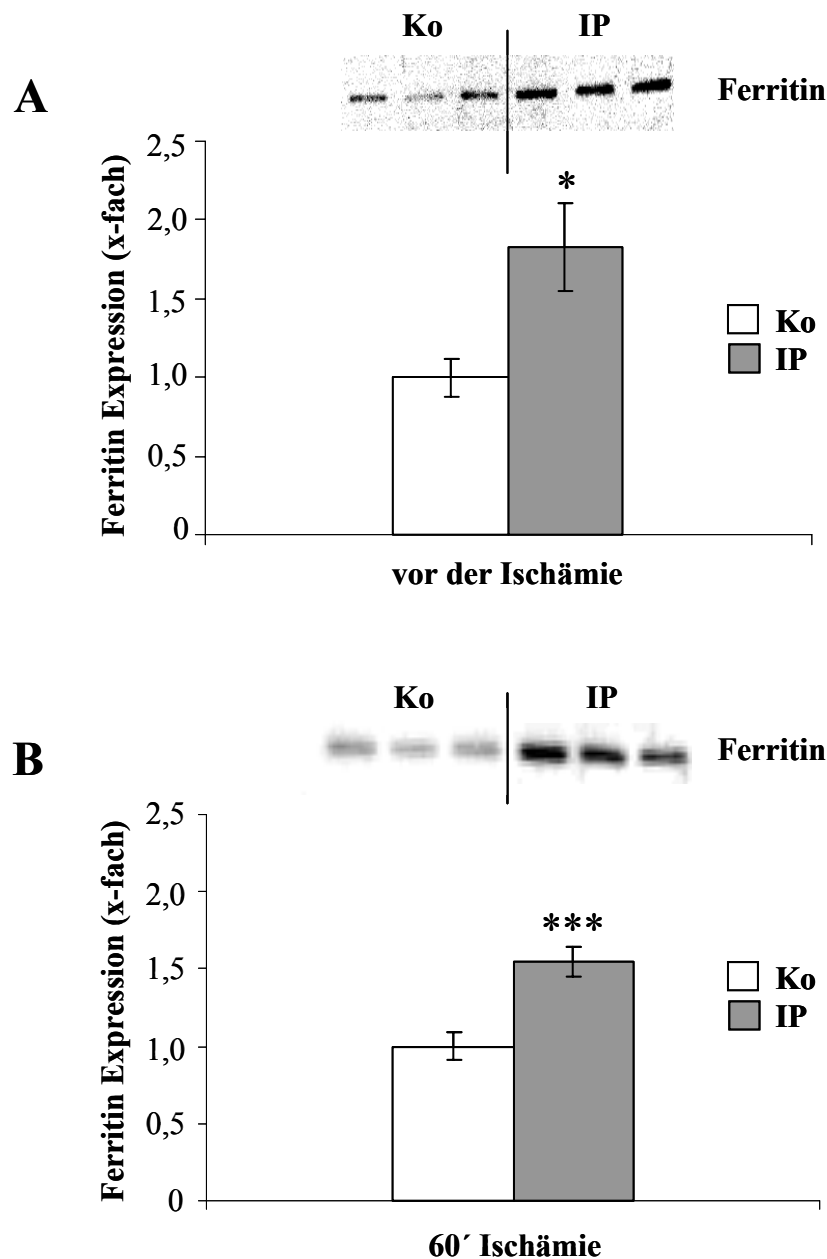 Ko IP
A
Ferritin
Ferritin Expression (x-fach)
2,5
2,0
1,5
1,0
0,5
0
*
Ko
IP
vor der Ischämie
Ko IP
B
Ferritin
Ferritin Expression (x-fach)
2,5
2,0
1,5
1,0
0,5
0
***
Ko
IP
60´ Ischämie